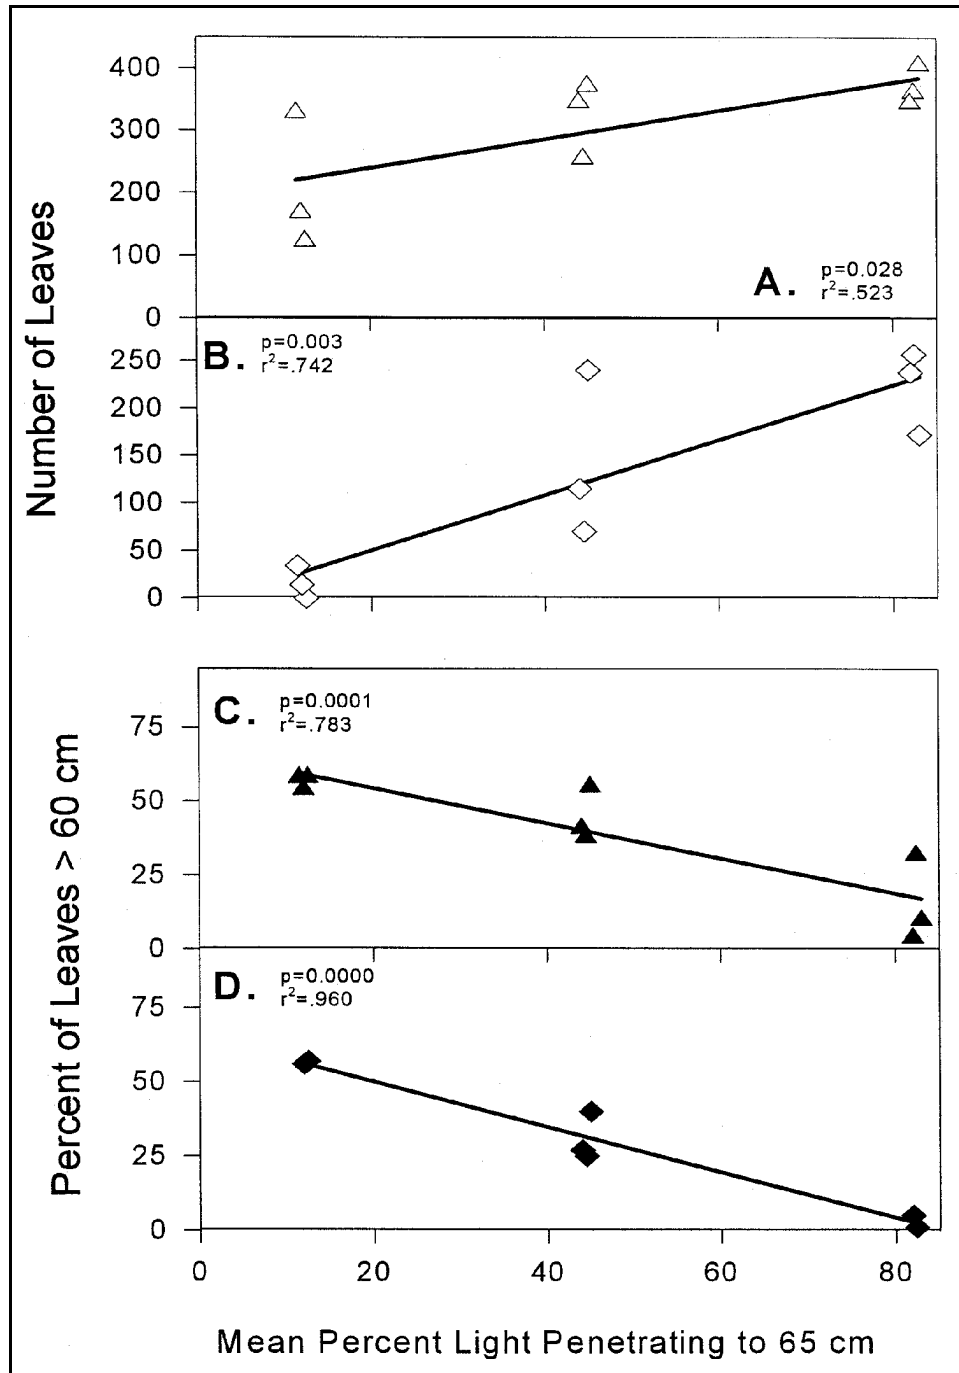 Number of Leaves
400
300
200
100
0
A. p=0.028
r²=.523
B. p=0.003
r²=.742
250
200
150
100
50
0
Percent of Leaves > 60 cm
C. p=0.0001
r²=.783
75
50
25
0
D. p=0.0000
r²=.960
75
50
25
0
0 20 40 60 80
Mean Percent Light Penetrating to 65 cm